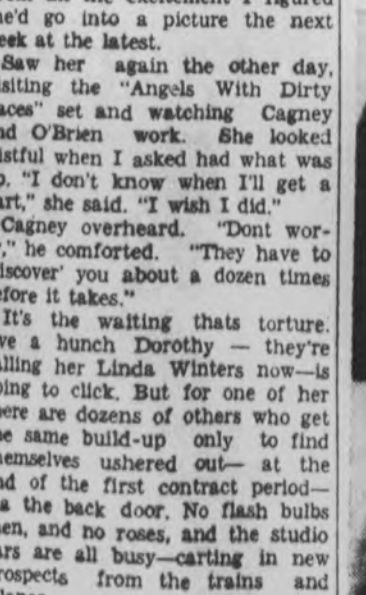 he'd go into a picture the next
eek at the latest.
Saw her again the other day,
isiting the "Angels With Dirty
aces" set and watching Cagney
nd O'Brien work. She looked
istful when I asked had what was
p. "I don't know when I'll get a
art," she said. "I wish I did."
Cagney overheard. "Dont wor-
," he comforted. "They have to
iscover' you about a dozen times
efore it takes."
It's the waiting thats torture.
ve a hunch Dorothy — they're
lling her Linda Winters now—is
oing to click. But for one of her
ere are dozens of others who get
e same build-up only to find
emselves ushered out— at the
nd of the first contract period—
a the back door. No flash bulbs
en, and no roses, and the studio
ars are all busy—carting in new
rospects from the trains and